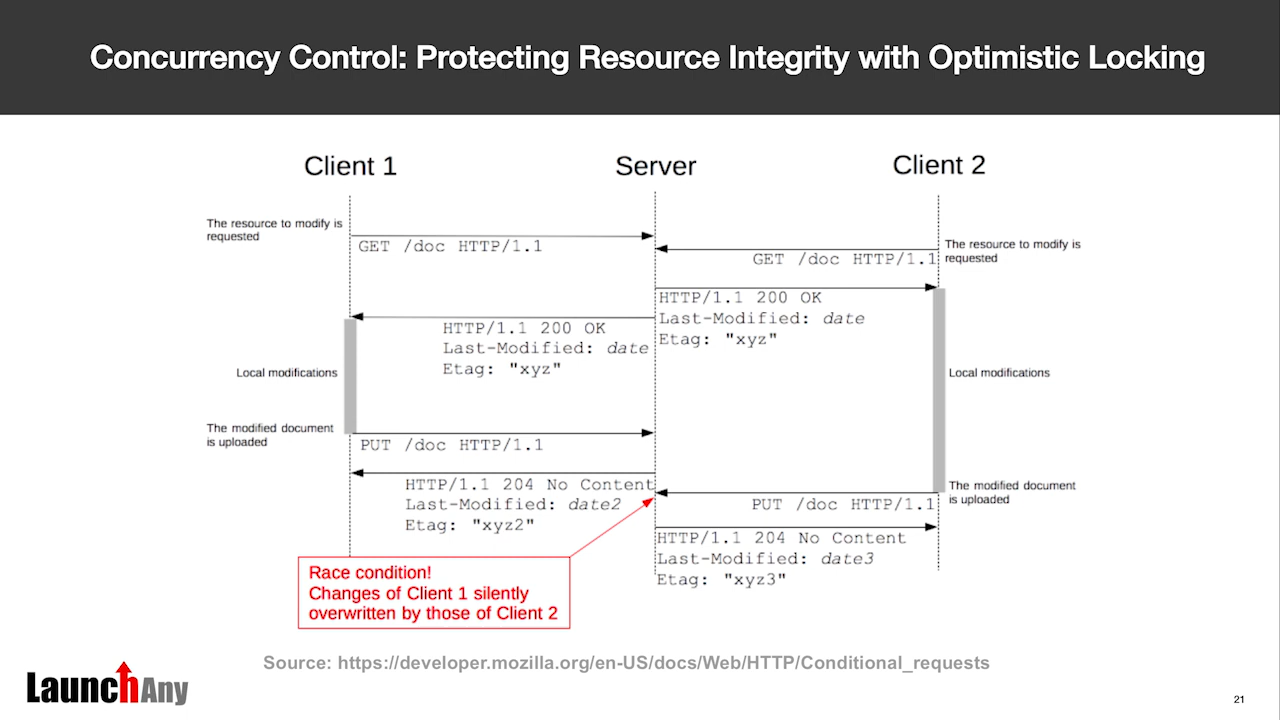 Concurrency Control: Protecting Resource Integrity with Optimistic Locking
Client 1
Server
Client 2
The resource to modify is
requested
GET /doc HTTP/1.1
The resource to modify is
requested
GET /doc HTTP/1.1
HTTP/1.1 200 OK
Last-Modified: date
Etag: "xyz"
HTTP/1.1 200 OK
Last-Modified: date
Etag: "xyz"
Local modifications
Local modifications
The modified document
is uploaded
PUT /doc HTTP/1.1
HTTP/1.1 204 No Content
Last-Modified: date2
Etag: "xyz2"
The modified document
is uploaded
PUT /doc HTTP/1.1
HTTP/1.1 204 No Content
Last-Modified: date3
Etag: "xyz3"
Race condition!
Changes of Client 1 silently
overwritten by those of Client 2
Source: https://developer.mozilla.org/en-US/docs/Web/HTTP/Conditional_requests
LaunchAny
21